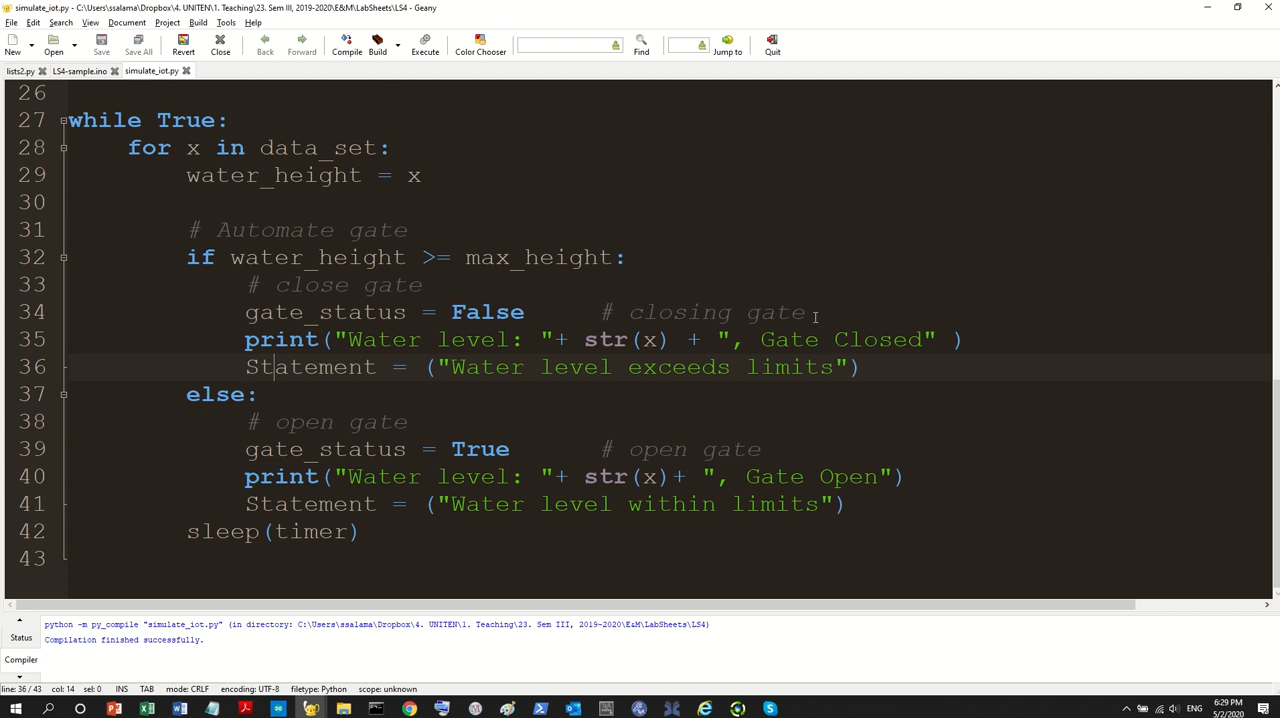 simulate_iot.py - C:\Users\ssalama\Dropbox\4. UNITEN\1. Teaching\23. Sem III, 2019-2020\E&M\LabSheets\LS4 - Geany
File Edit Search View Document Project Build Tools Help
New Open Save Save All Revert Close Back Forward Compile Build Execute Color Chooser Find Jump to Quit
lists2.py LS4-sample.ino simulate_iot.py
26
27 while True:
28 for x in data_set:
29 water_height = x
30
31 # Automate gate
32 if water_height >= max_height:
33 # close gate
34 gate_status = False # closing gate
35 print("Water level: "+ str(x) + ", Gate Closed" )
36 Statement = ("Water level exceeds limits")
37 else:
38 # open gate
39 gate_status = True # open gate
40 print("Water level: "+ str(x)+ ", Gate Open")
41 Statement = ("Water level within limits")
42 sleep(timer)
43
Status
Compiler
python -m py_compile "simulate_iot.py" (in directory: C:\Users\ssalama\Dropbox\4. UNITEN\1. Teaching\23. Sem III, 2019-2020\E&M\LabSheets\LS4)
Compilation finished successfully.
line: 36 / 43 col: 14 sel: 0 INS TAB mode: CRLF encoding: UTF-8 filetype: Python scope: unknown
ENG
6:29 PM
5/2/2020